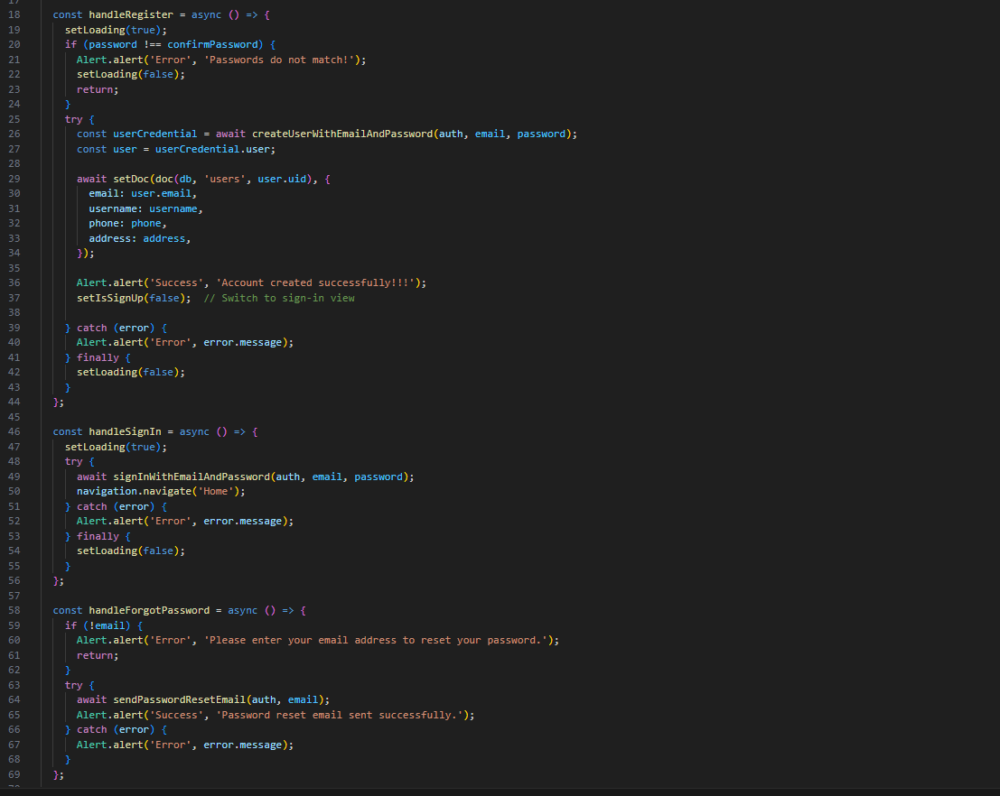 17
18 const handleRegister = async () => {
19 setLoading(true);
20 if (password !== confirmPassword) {
21 Alert.alert('Error', 'Passwords do not match!');
22 setLoading(false);
23 return;
24 }
25 try {
26 const userCredential = await createUserWithEmailAndPassword(auth, email, password);
27 const user = userCredential.user;
28
29 await setDoc(doc(db, 'users', user.uid), {
30 email: user.email,
31 username: username,
32 phone: phone,
33 address: address,
34 });
35
36 Alert.alert('Success', 'Account created successfully!!!');
37 setIsSignUp(false); // Switch to sign-in view
38
39 } catch (error) {
40 Alert.alert('Error', error.message);
41 } finally {
42 setLoading(false);
43 }
44 };
45
46 const handleSignIn = async () => {
47 setLoading(true);
48 try {
49 await signInWithEmailAndPassword(auth, email, password);
50 navigation.navigate('Home');
51 } catch (error) {
52 Alert.alert('Error', error.message);
53 } finally {
54 setLoading(false);
55 }
56 };
57
58 const handleForgotPassword = async () => {
59 if (!email) {
60 Alert.alert('Error', 'Please enter your email address to reset your password.');
61 return;
62 }
63 try {
64 await sendPasswordResetEmail(auth, email);
65 Alert.alert('Success', 'Password reset email sent successfully.');
66 } catch (error) {
67 Alert.alert('Error', error.message);
68 }
69 };